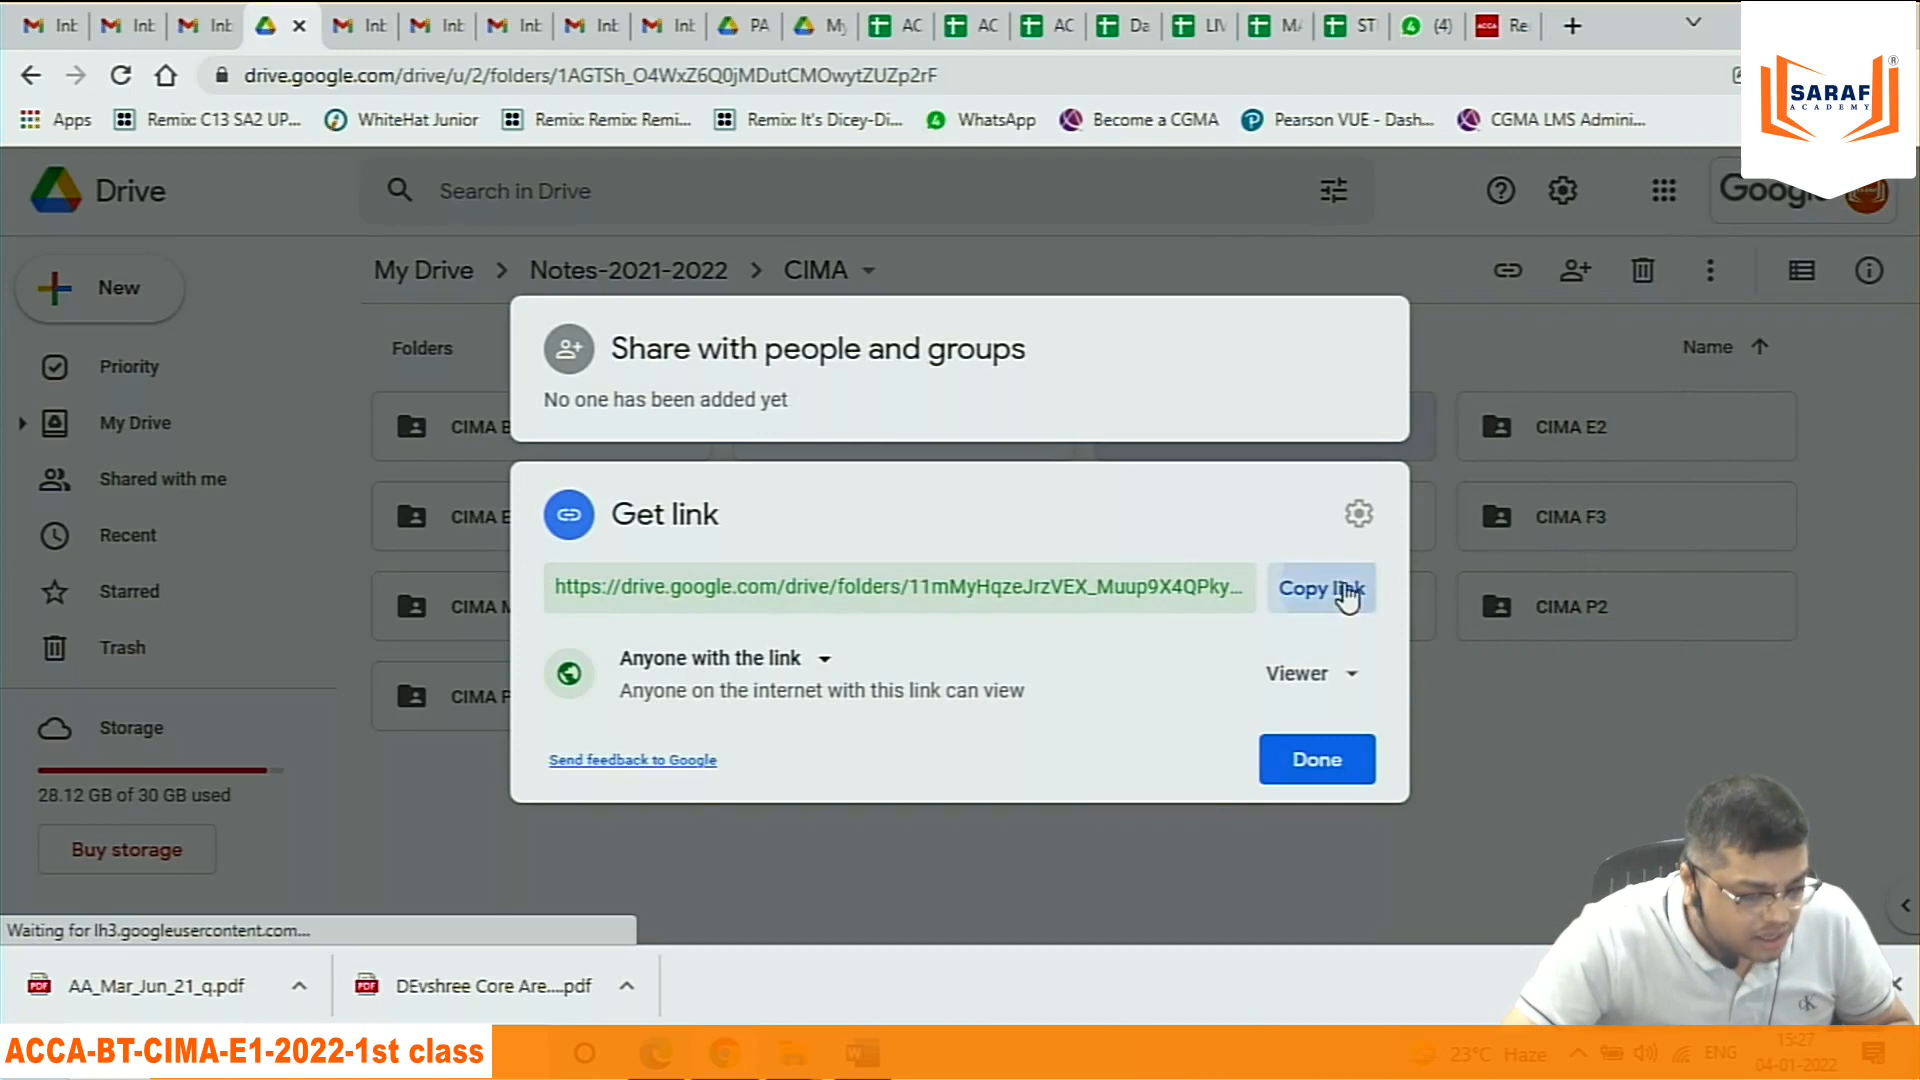 Int
Int
Int
Int
Int
Int
Int
Int
PA
My
AC
AC
AC
Da
LIV
MA
ST
(4)
Re
drive.google.com/drive/u/2/folders/1AGTSh_O4WxZ6Q0jMDutCMOwytZUZp2rF
Apps
Remix: C13 SA2 UP...
WhiteHat Junior
Remix: Remix: Remi...
Remix: It's Dicey-Di...
WhatsApp
Become a CGMA
Pearson VUE - Dash...
CGMA LMS Admini...
SARAF
ACADEMY
Drive
Search in Drive
Google
New
My Drive > Notes-2021-2022 > CIMA
Priority
My Drive
Shared with me
Recent
Starred
Trash
Storage
28.12 GB of 30 GB used
Buy storage
Folders
Name
CIMA B
CIMA E2
CIMA E
CIMA F3
CIMA M
CIMA P2
CIMA P
Share with people and groups
No one has been added yet
Get link
https://drive.google.com/drive/folders/11mMyHqzeJrzVEX_Muup9X4QPky...
Copy link
Anyone with the link
Anyone on the internet with this link can view
Viewer
Send feedback to Google
Done
Waiting for lh3.googleusercontent.com...
AA_Mar_Jun_21_q.pdf
DEvshree Core Are....pdf
ACCA-BT-CIMA-E1-2022-1st class
23°C Haze
ENG
15:27
04-01-2022